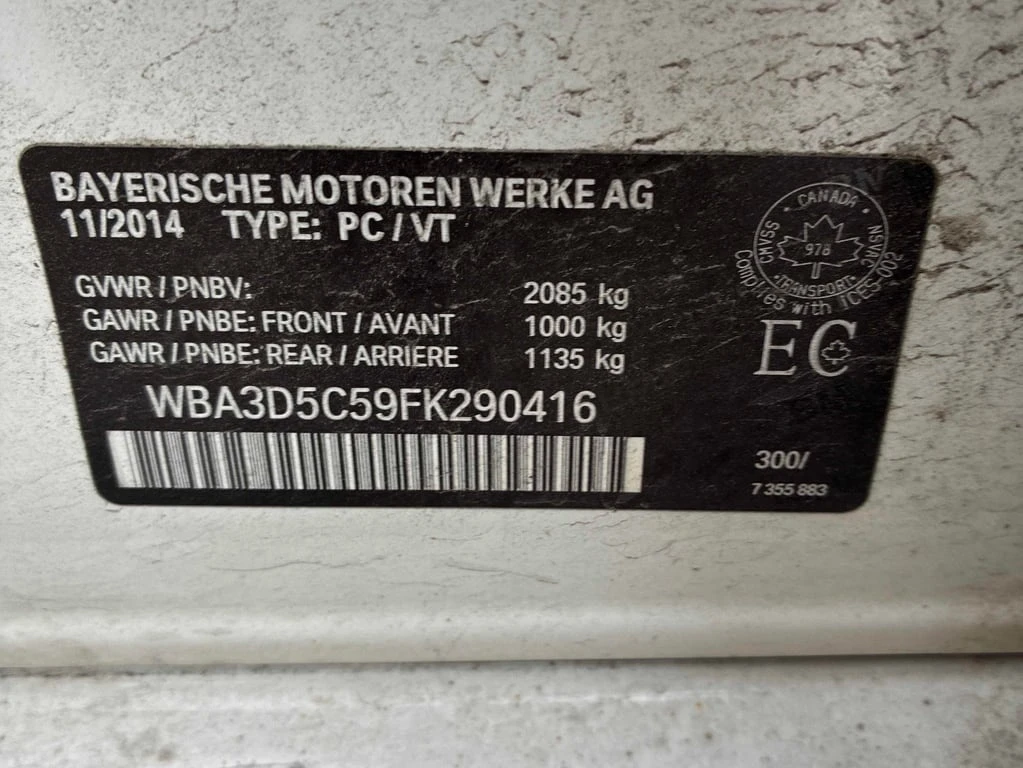 BAYERISCHE MOTOREN WERKE AG
11/2014 TYPE: PC / VT
GVWR / PNBV: 2085 kg
GAWR / PNBE: FRONT / AVANT 1000 kg
GAWR / PNBE: REAR / ARRIERE 1135 kg
WBA3D5C59FK290416
CANADA
CMVSS
NSVAC
978
TRANSPORT
Complies with ICES-002
EC
300/
7 355 883